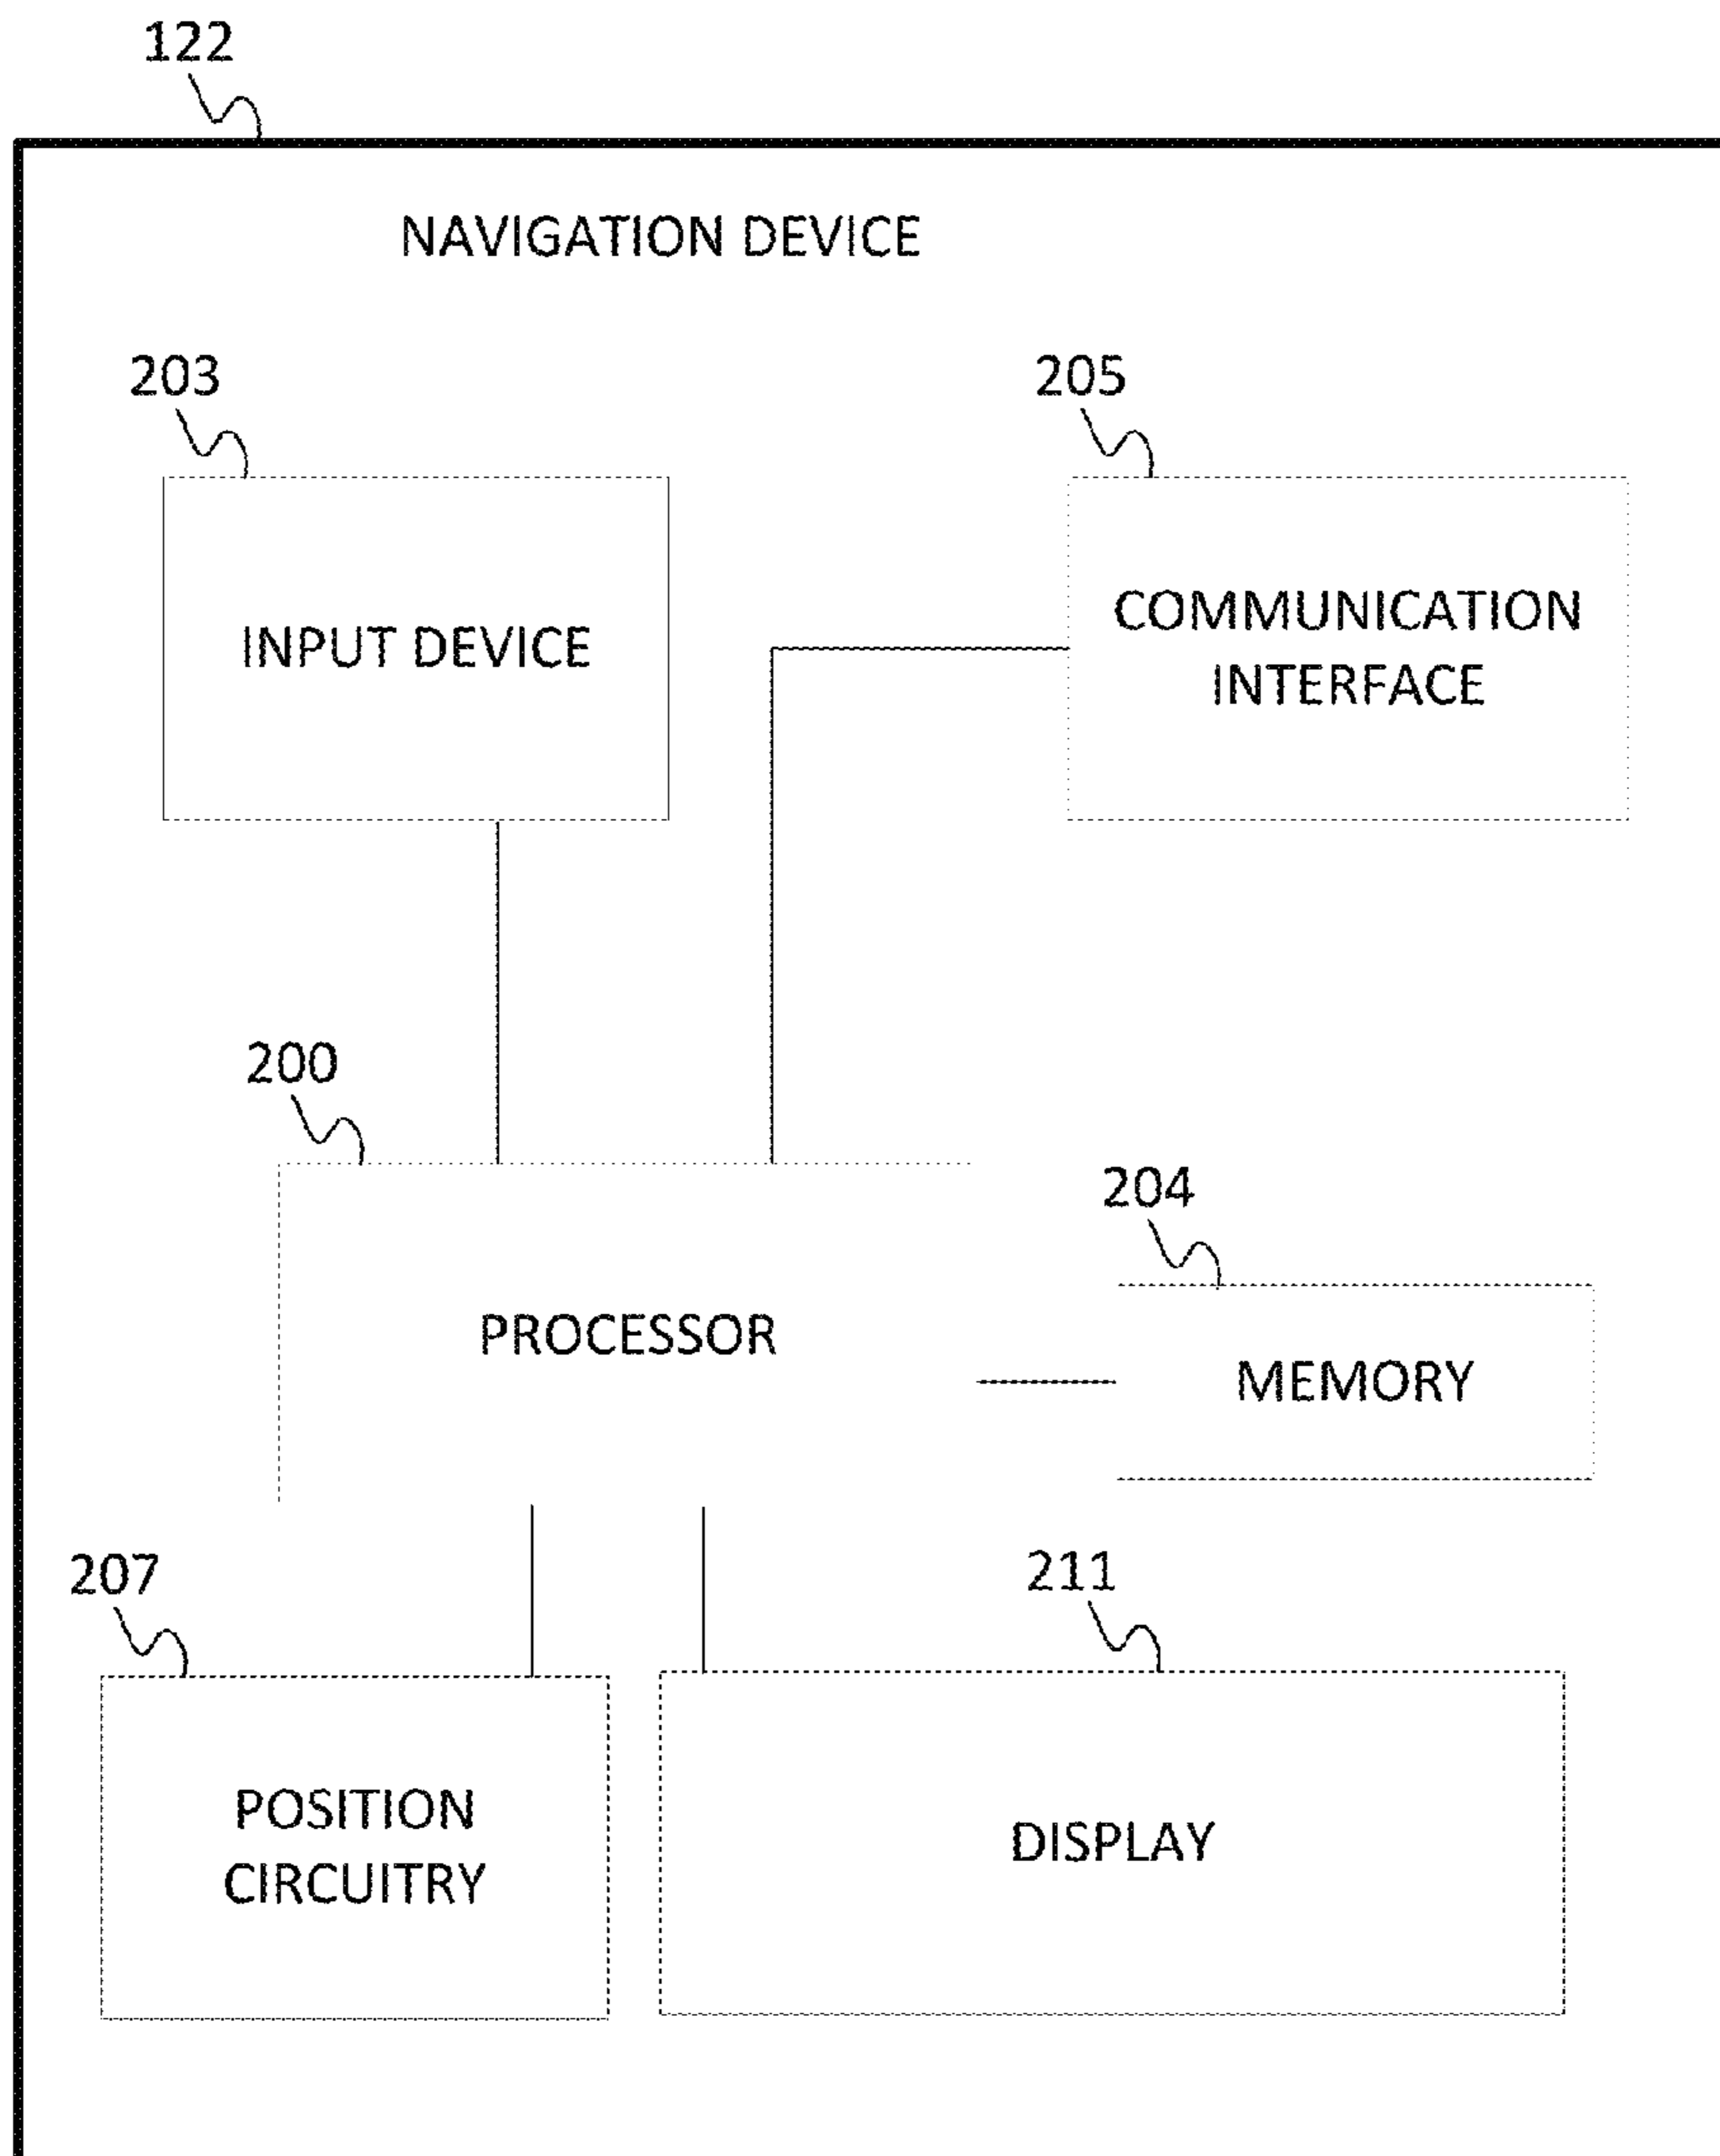 122
NAVIGATION DEVICE
203
205
INPUT DEVICE
COMMUNICATION
INTERFACE
200
204
PROCESSOR
MEMORY
207
211
POSITION
CIRCUITRY
DISPLAY